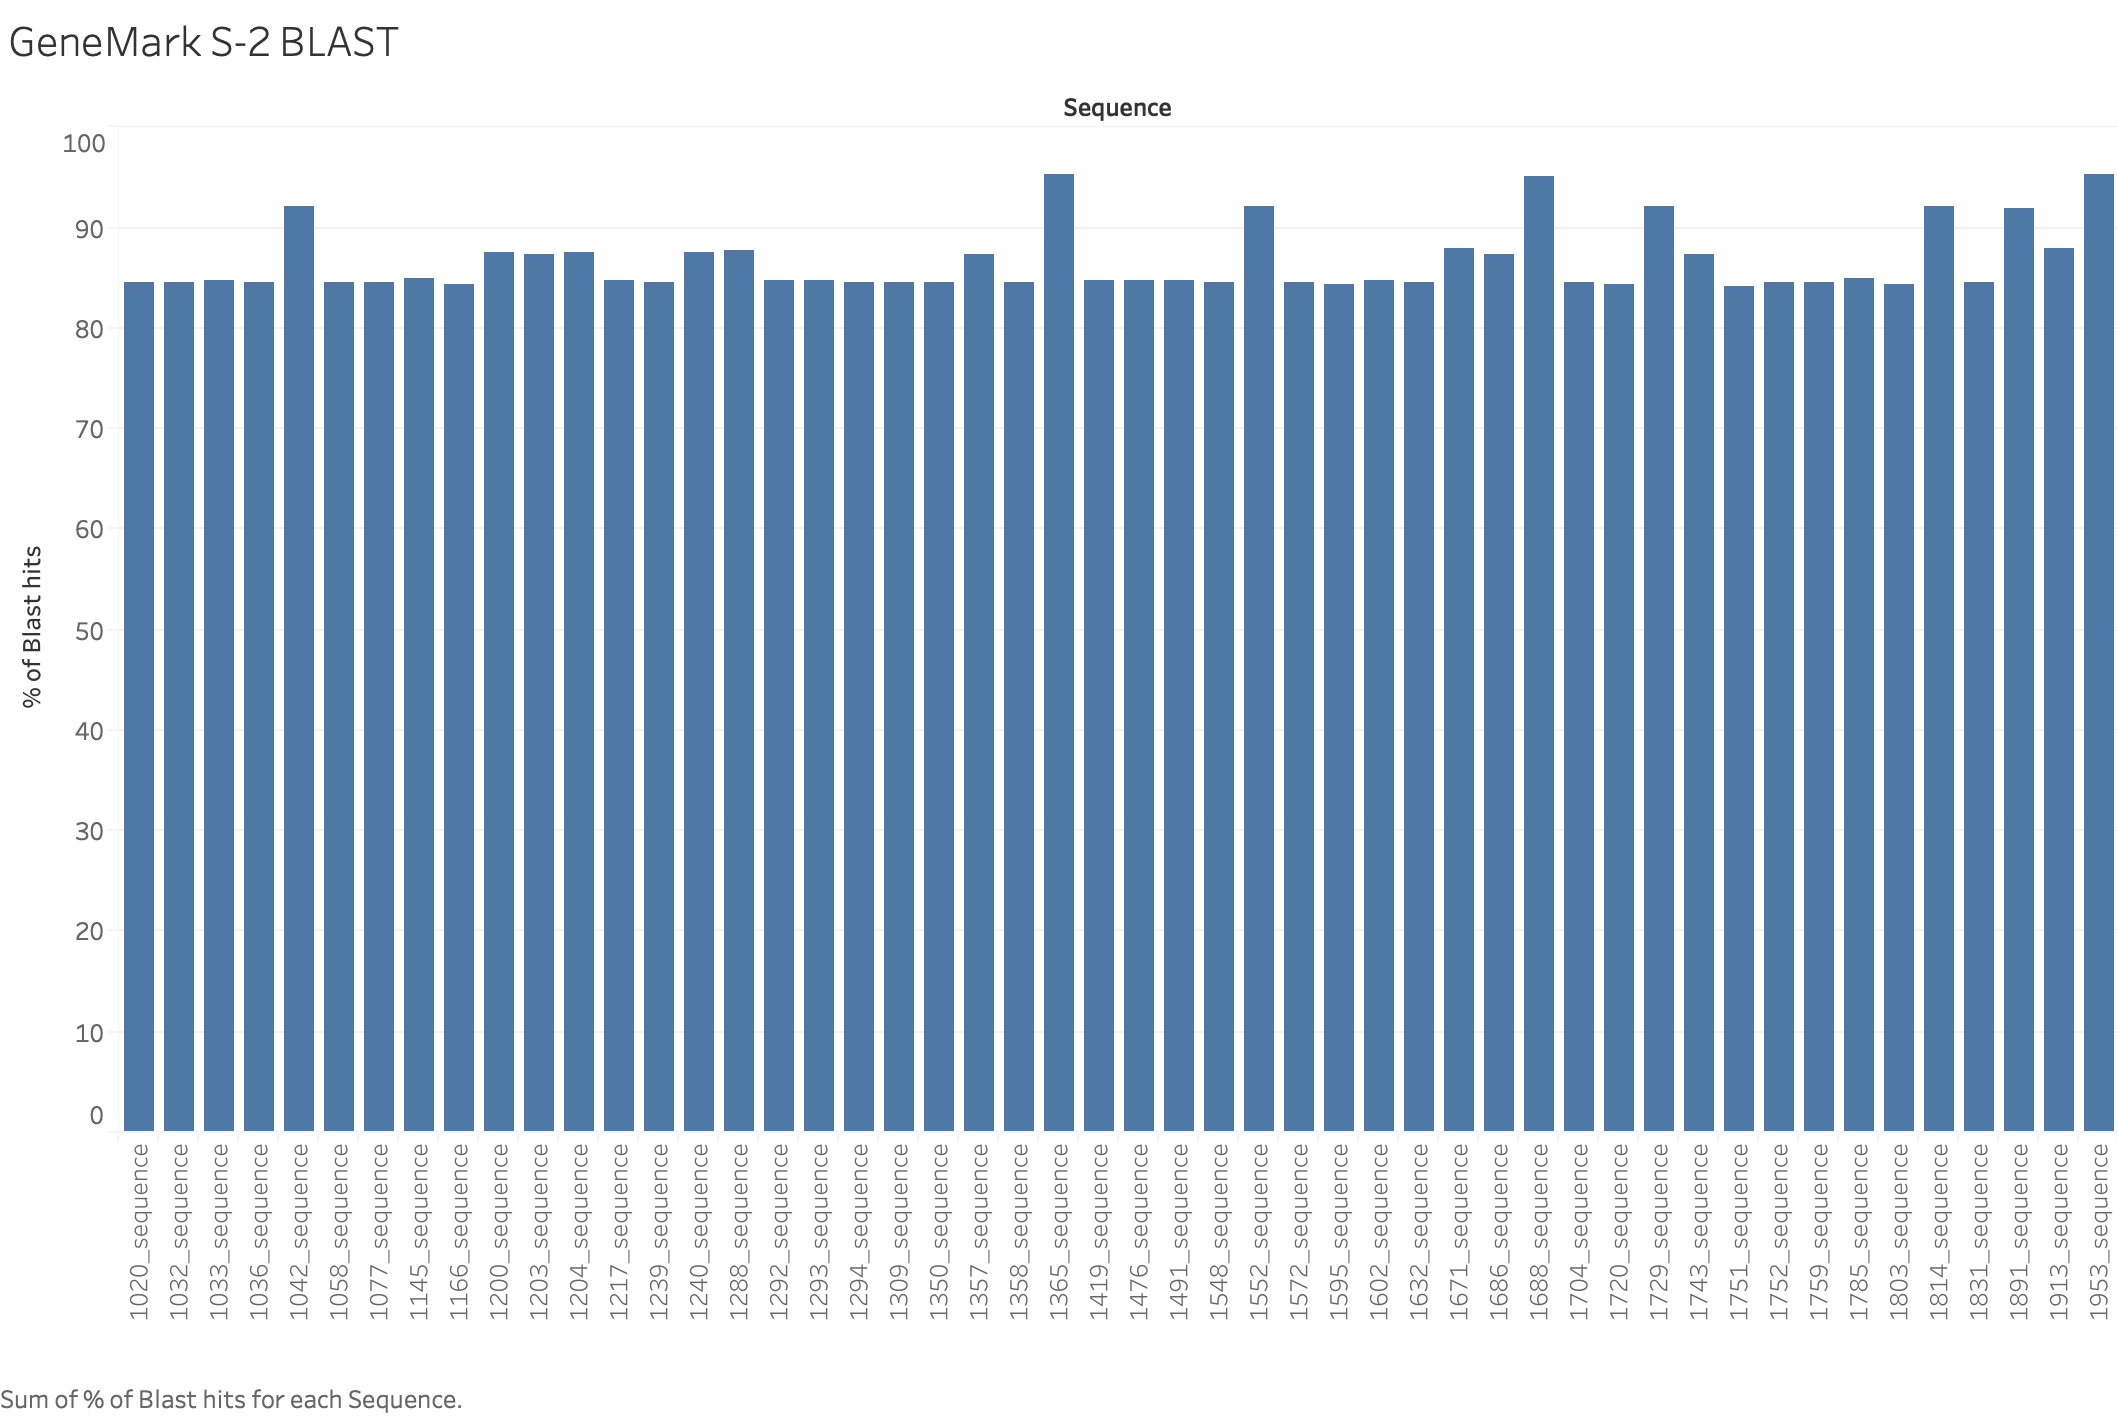 GeneMark S-2 BLAST
Sequence
100
90
80
70
60
50
40
30
20
10
0
% of Blast hits
1020_sequence
1032_sequence
1033_sequence
1036_sequence
1042_sequence
1058_sequence
1077_sequence
1145_sequence
1166_sequence
1200_sequence
1203_sequence
1204_sequence
1217_sequence
1239_sequence
1240_sequence
1288_sequence
1292_sequence
1293_sequence
1294_sequence
1309_sequence
1350_sequence
1357_sequence
1358_sequence
1365_sequence
1419_sequence
1476_sequence
1491_sequence
1548_sequence
1552_sequence
1572_sequence
1595_sequence
1602_sequence
1632_sequence
1671_sequence
1686_sequence
1688_sequence
1704_sequence
1720_sequence
1729_sequence
1743_sequence
1751_sequence
1752_sequence
1759_sequence
1785_sequence
1803_sequence
1814_sequence
1831_sequence
1891_sequence
1913_sequence
1953_sequence
Sum of % of Blast hits for each Sequence.